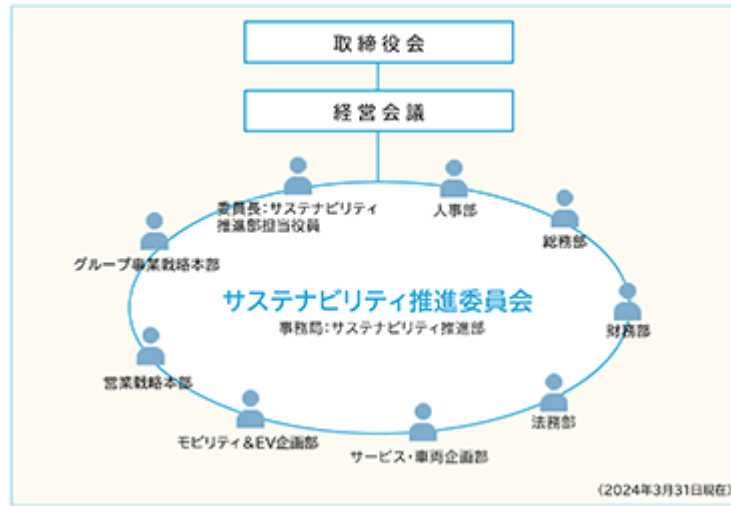 取締役会
経営会議
委員長：サステナビリティ
推進部担当役員
人事部
総務部
グループ事業戦略本部
サステナビリティ推進委員会
事務局：サステナビリティ推進部
財務部
営業戦略本部
法務部
モビリティ＆EV企画部
サービス・車両企画部
（2024年3月31日現在）